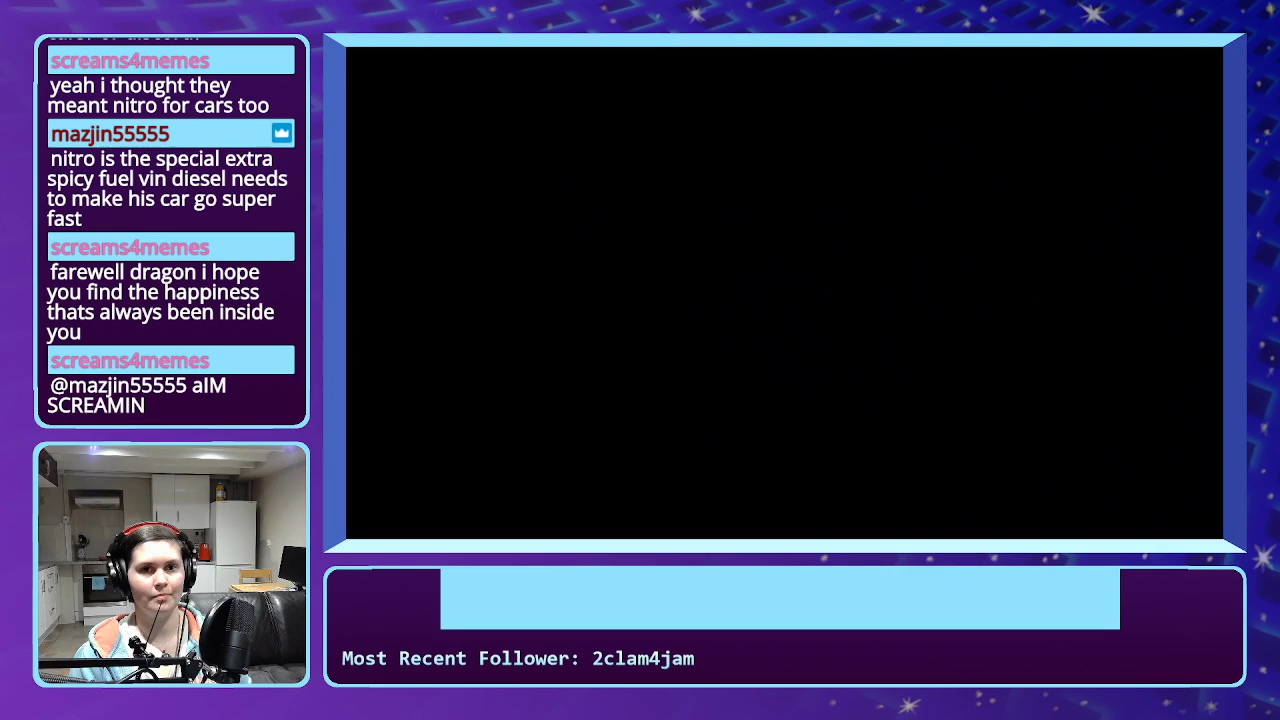 screams4memes
yeah i thought they
meant nitro for cars too
mazjin55555
nitro is the special extra
spicy fuel vin diesel needs
to make his car go super
fast
screams4memes
farewell dragon i hope
you find the happiness
thats always been inside
you
screams4memes
@mazjin55555 aIM
SCREAMIN
Most Recent Follower: 2clam4jam